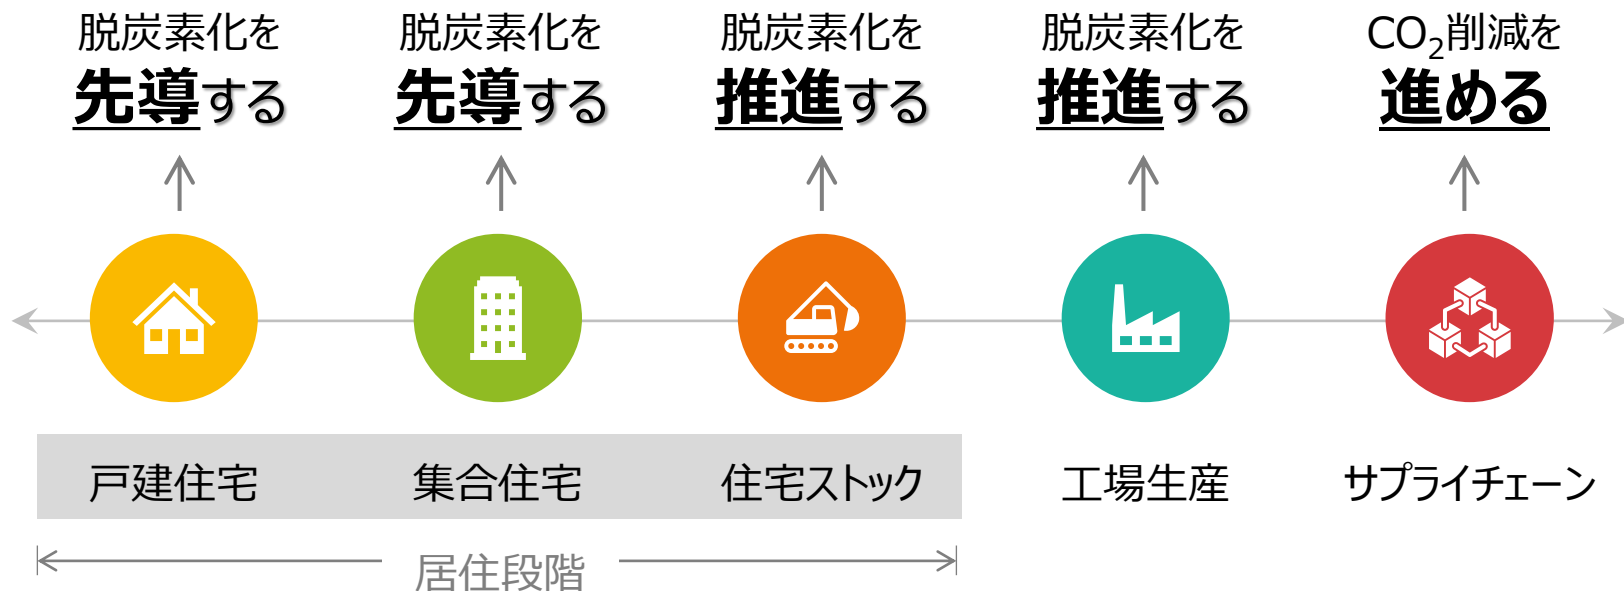 脱炭素化を
先導する
脱炭素化を
先導する
脱炭素化を
推進する
脱炭素化を
推進する
CO₂削減を
進める
戸建住宅
集合住宅
住宅ストック
工場生産
サプライチェーン
居住段階